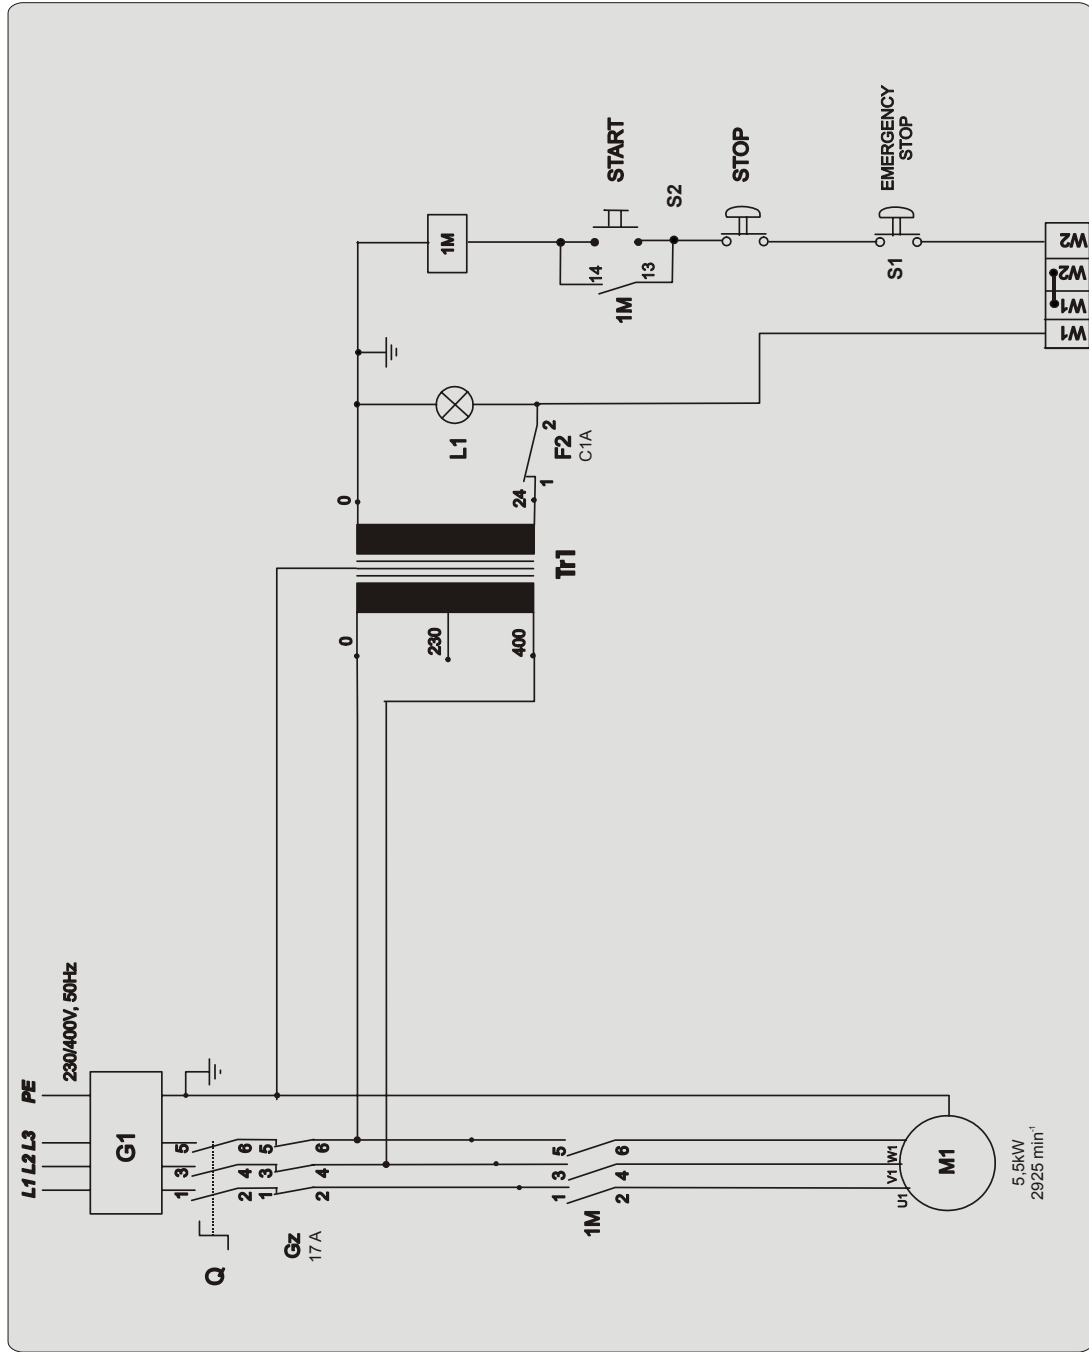 L1 L2 L3 PE
230/400V, 50Hz
G1
1 3 5
2 4 6
Q
1 3 5
2 4 6
Gz
17 A
1 3 5
2 4 6
1M
U1 V1 W1
M1
5,5kW
2925 min⁻¹
0
230
400
Tr1
0
24
1
2
F2
C1A
L1
1M
14
13
1M
START
S2
STOP
S1
EMERGENCY
STOP
W1 W1 W2 W2